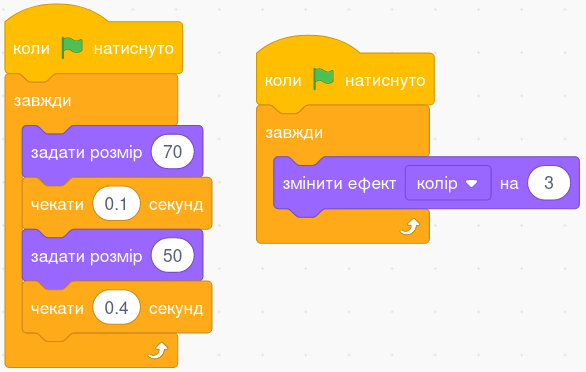 коли натиснуто
завжди
задати розмір 70
чекати 0.1 секунд
задати розмір 50
чекати 0.4 секунд
коли натиснуто
завжди
змінити ефект колір на 3